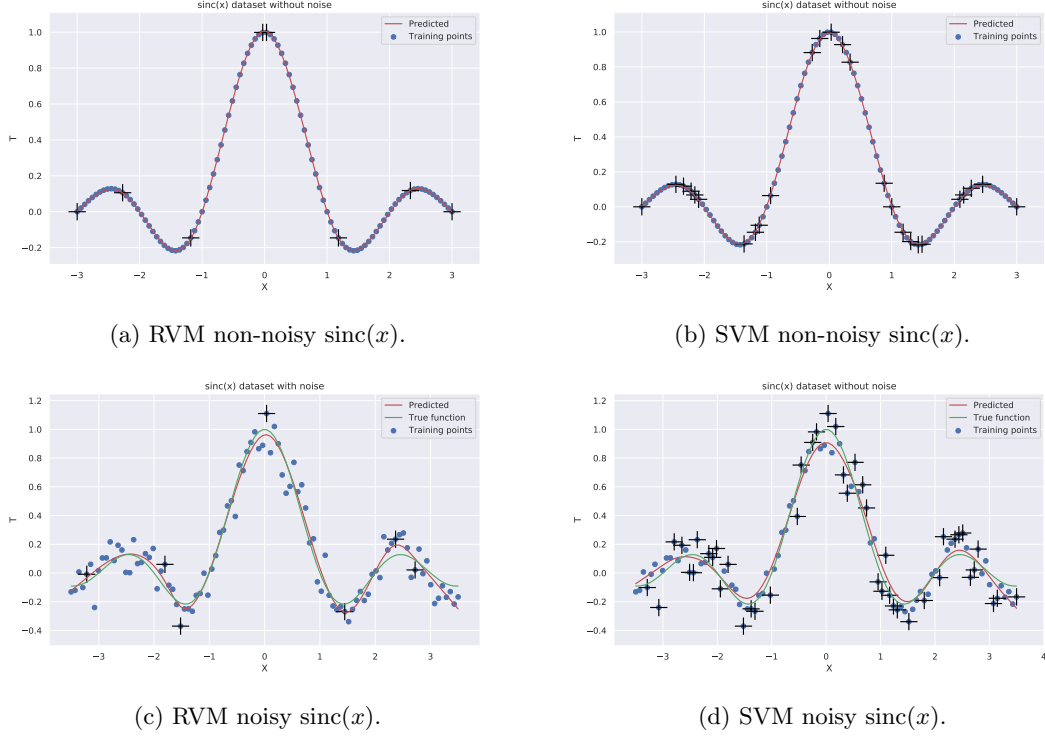 sinc(x) dataset without noise
Predicted
Training points
1.0
0.8
0.6
0.4
0.2
0.0
−0.2
T
−3 −2 −1 0 1 2 3
X
(a) RVM non-noisy sinc(x).
sinc(x) dataset without noise
Predicted
Training points
1.0
0.8
0.6
0.4
0.2
0.0
−0.2
T
−3 −2 −1 0 1 2 3
X
(b) SVM non-noisy sinc(x).
sinc(x) dataset with noise
Predicted
True function
Training points
1.2
1.0
0.8
0.6
0.4
0.2
0.0
−0.2
−0.4
T
−3 −2 −1 0 1 2 3
X
(c) RVM noisy sinc(x).
sinc(x) dataset without noise
Predicted
True function
Training points
1.2
1.0
0.8
0.6
0.4
0.2
0.0
−0.2
−0.4
T
−3 −2 −1 0 1 2 3 4
X
(d) SVM noisy sinc(x).